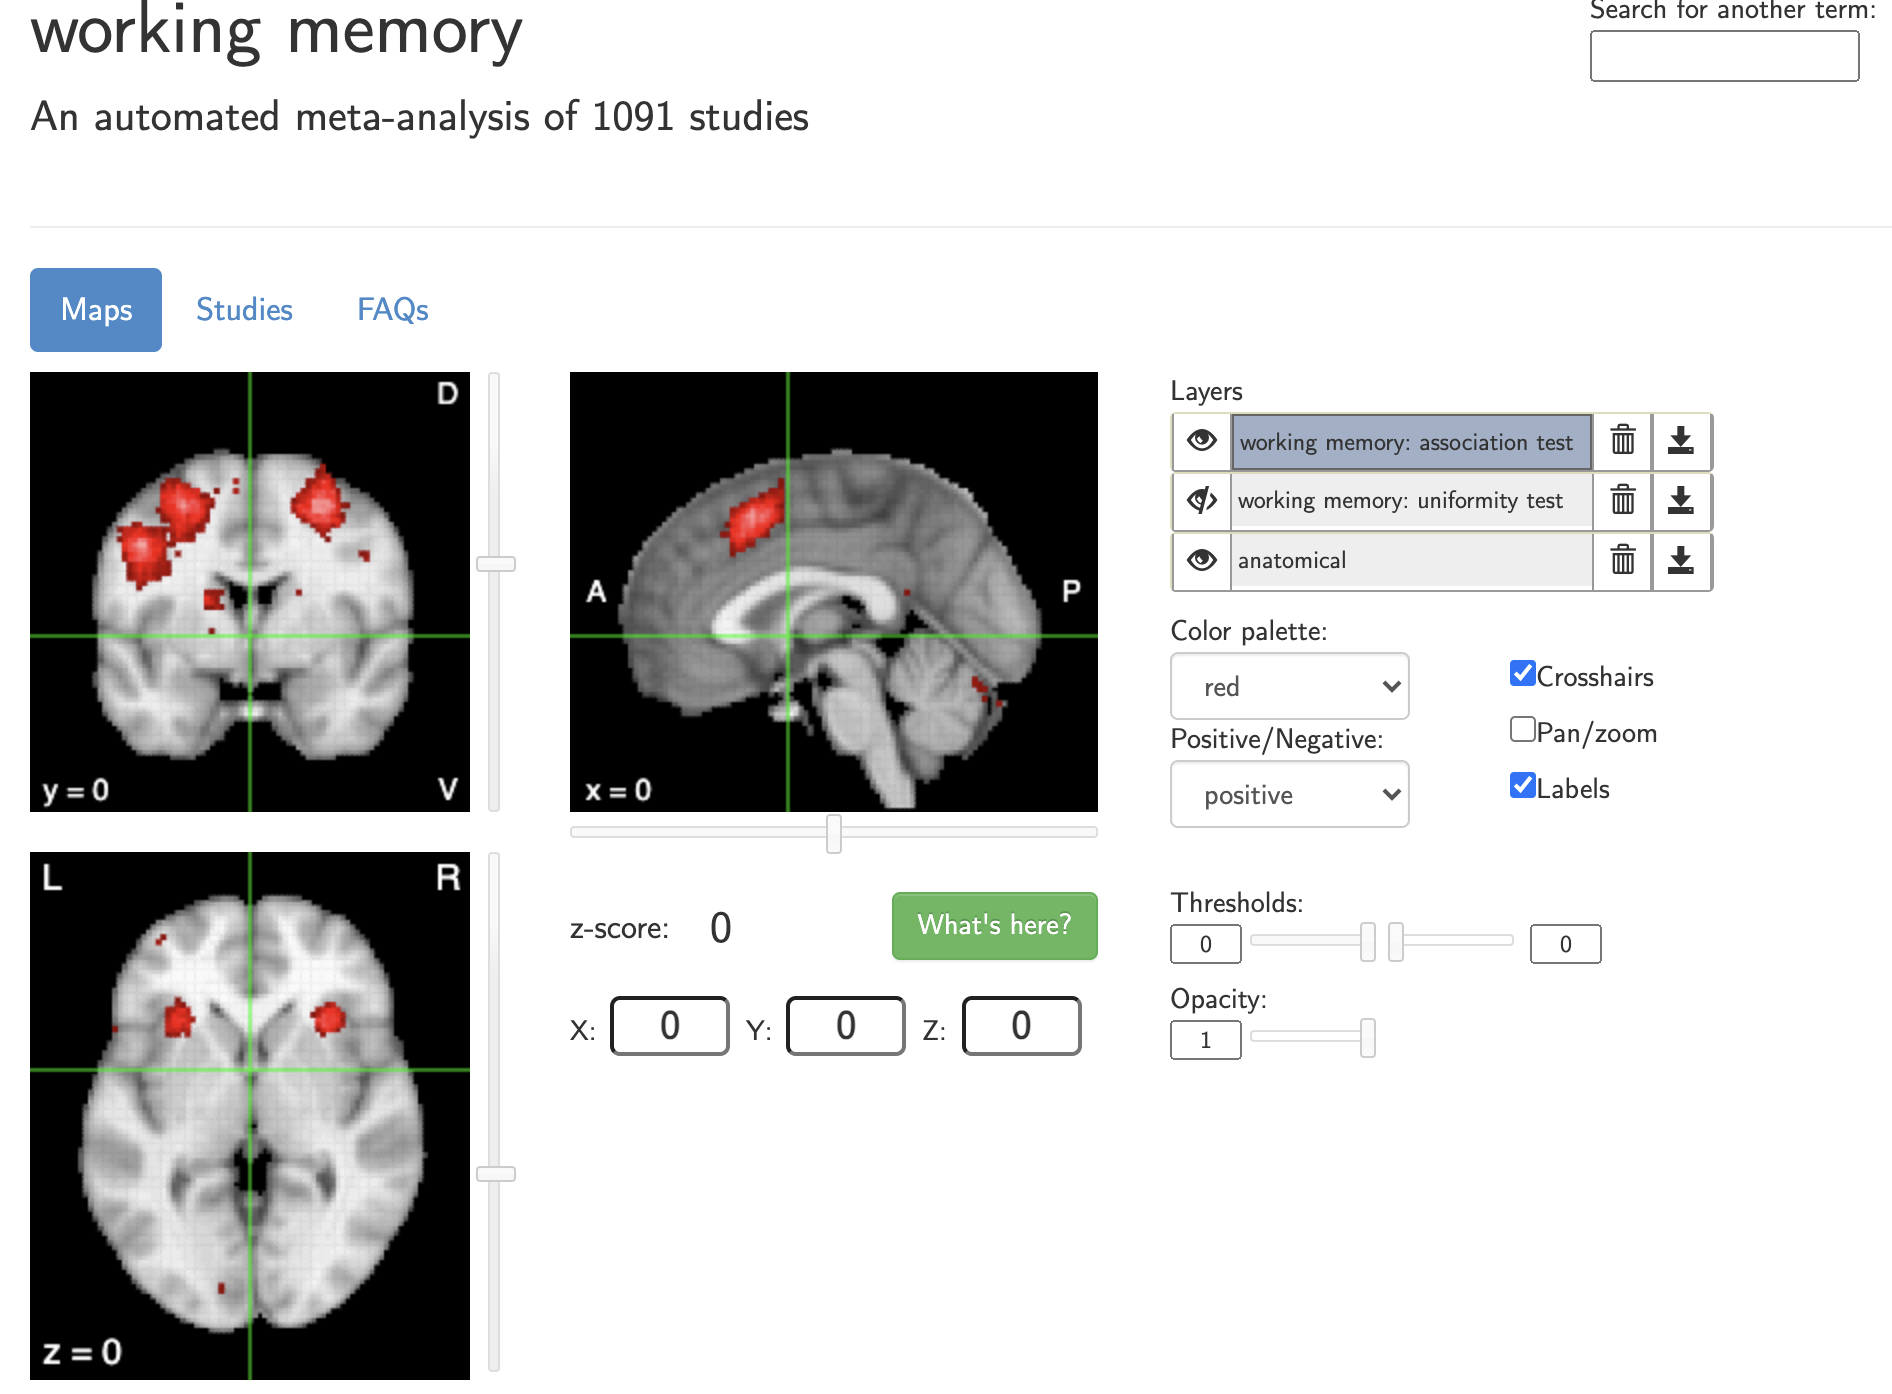 working memory
Search for another term:
An automated meta-analysis of 1091 studies
Maps Studies FAQs
D
V
y = 0
A
P
x = 0
Layers
working memory: association test
working memory: uniformity test
anatomical
Color palette:
red
Positive/Negative:
positive
Crosshairs
Pan/zoom
Labels
L
R
z = 0
z-score: 0
What's here?
X: 0 Y: 0 Z: 0
Thresholds:
0 0
Opacity:
1